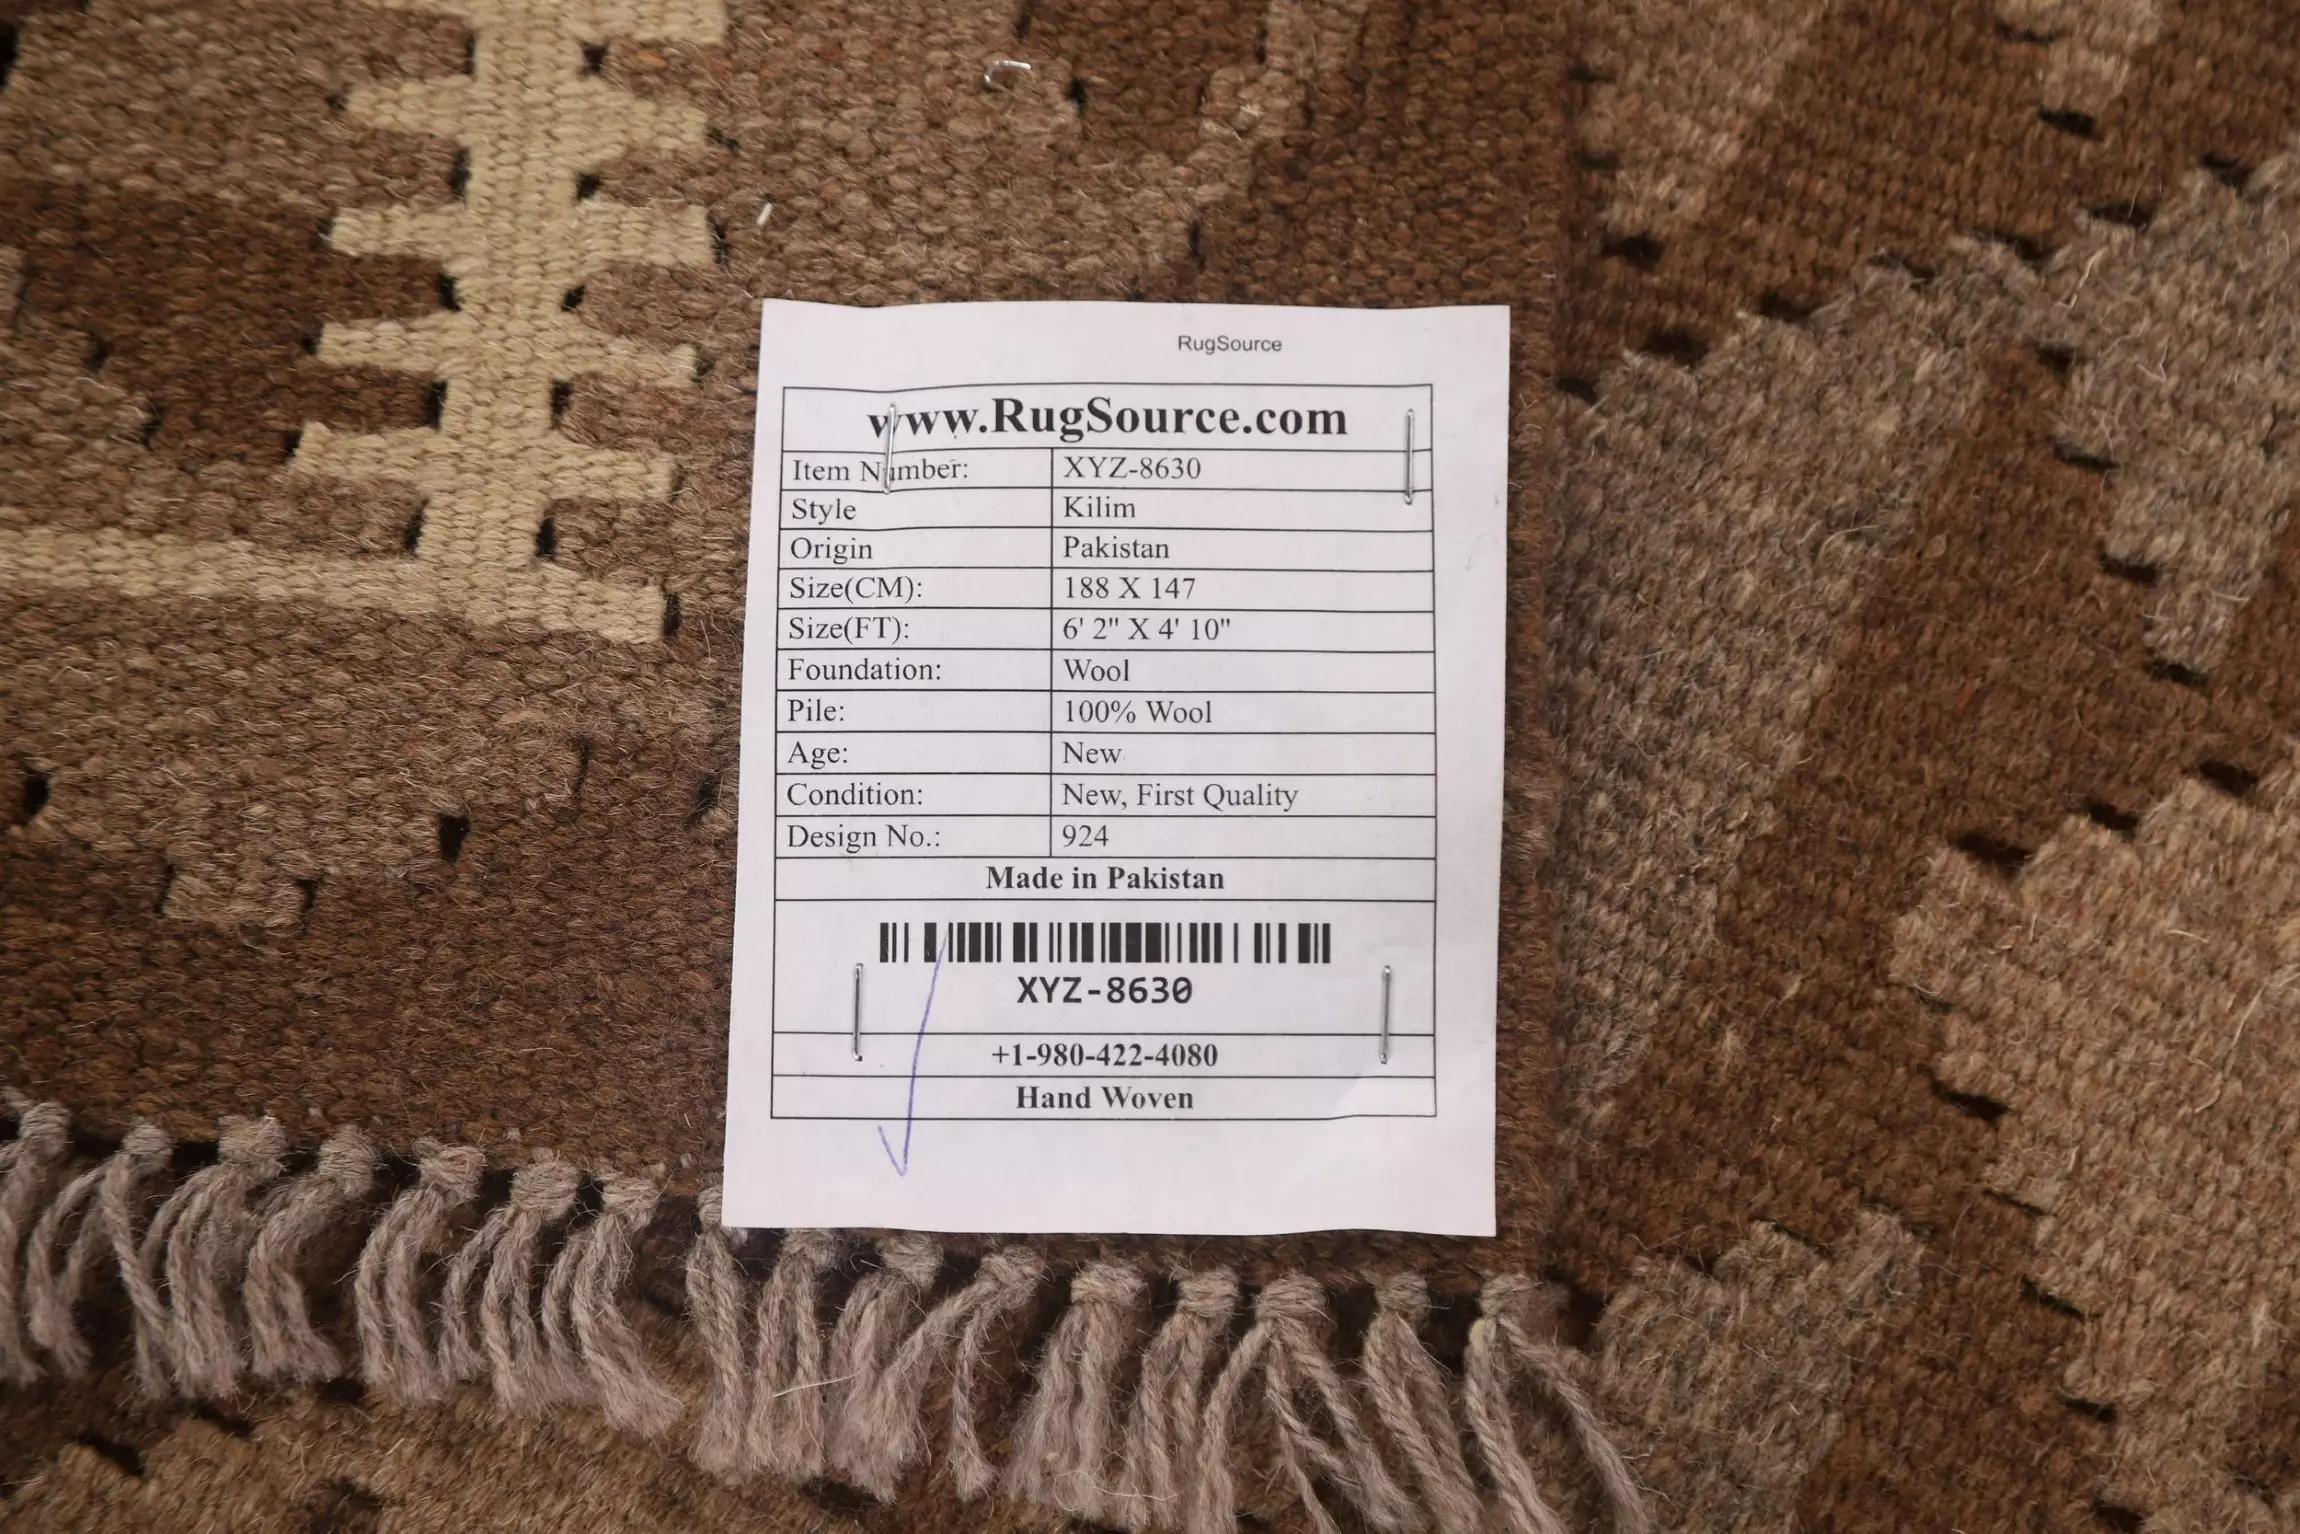 RugSource
www.RugSource.com
Item Number: XYZ-8630
Style Kilim
Origin Pakistan
Size(CM): 188 X 147
Size(FT): 6' 2" X 4' 10"
Foundation: Wool
Pile: 100% Wool
Age: New
Condition: New, First Quality
Design No.: 924
Made in Pakistan
XYZ-8630
+1-980-422-4080
Hand Woven